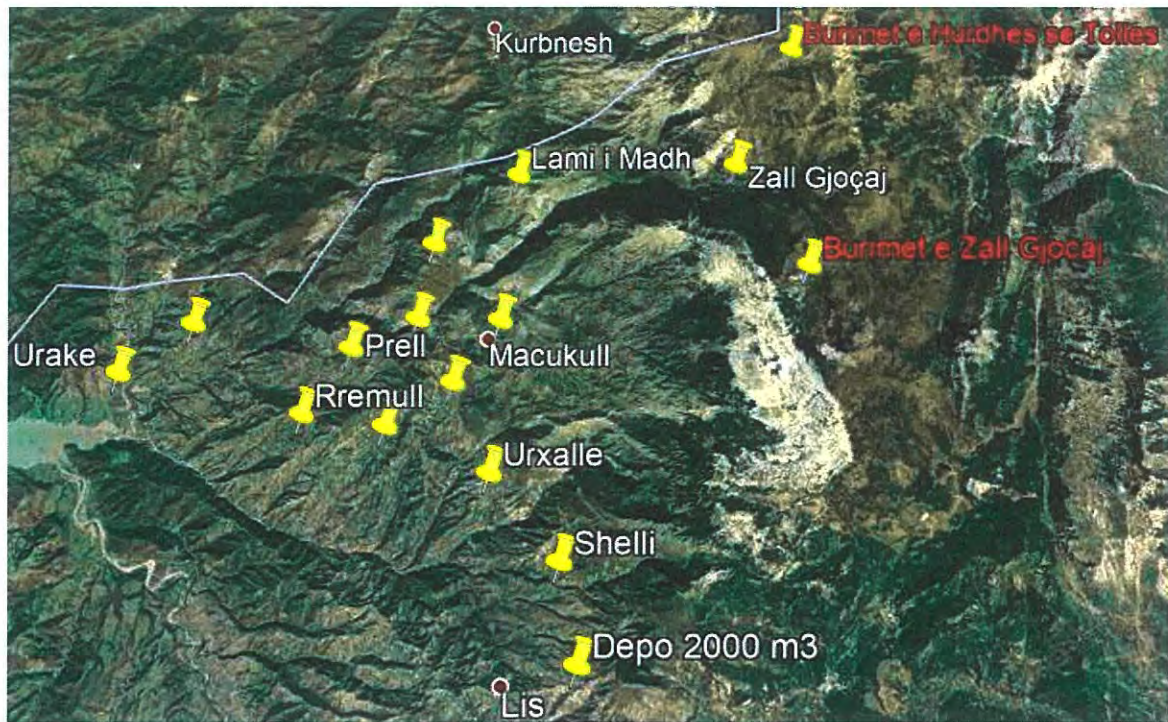 Kurbnesh
Burimet e Hurdhes se Tolles
Lami i Madh
Zall Gjoçaj
Burimet e Zall Gjocaj
Urake
Prell
Macukull
Rremull
Urxalle
Shelli
Depo 2000 m3
Lis